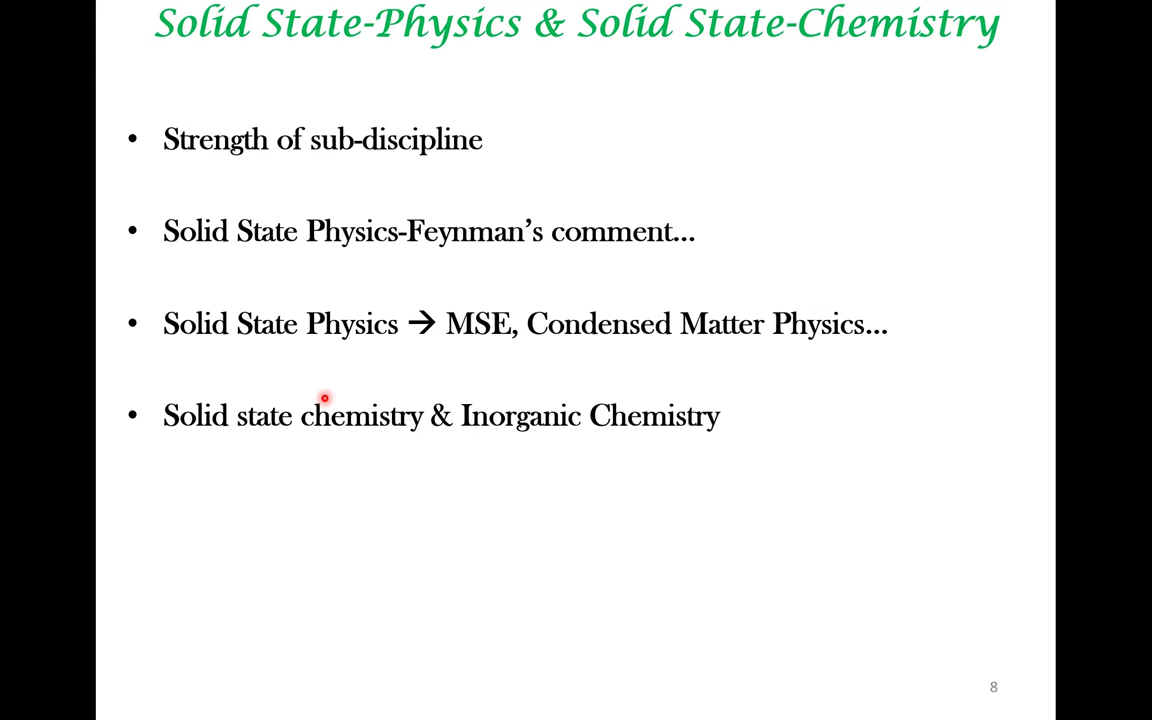 Solid State-Physics & Solid State-Chemistry
• Strength of sub-discipline
• Solid State Physics-Feynman’s comment...
• Solid State Physics → MSE, Condensed Matter Physics...
• Solid state chemistry & Inorganic Chemistry
8